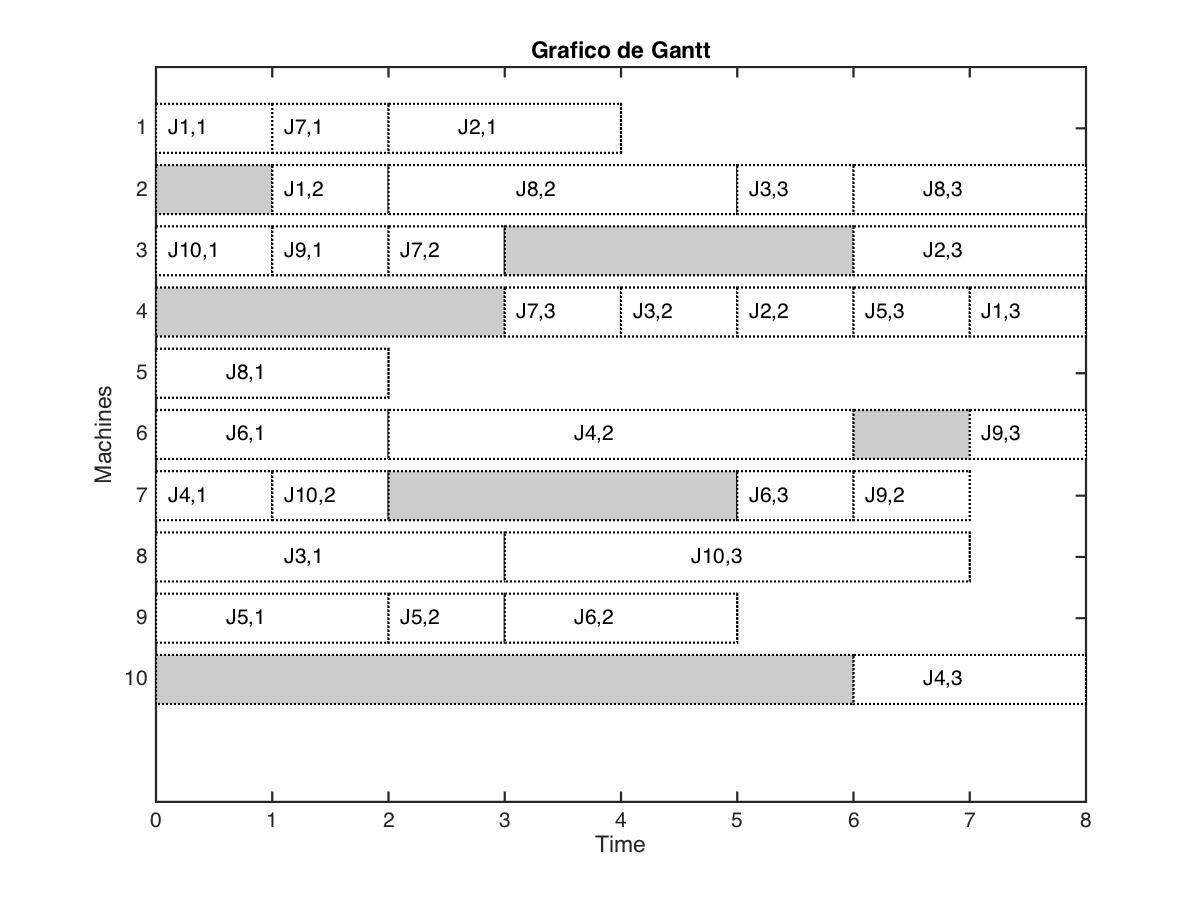 Grafico de Gantt
1 J1,1 J7,1 J2,1
2 J1,2 J8,2 J3,3 J8,3
3 J10,1 J9,1 J7,2 J2,3
4 J7,3 J3,2 J2,2 J5,3 J1,3
5 J8,1
6 J6,1 J4,2 J9,3
7 J4,1 J10,2 J6,3 J9,2
8 J3,1 J10,3
9 J5,1 J5,2 J6,2
10 J4,3
Machines
0 1 2 3 4 5 6 7 8
Time